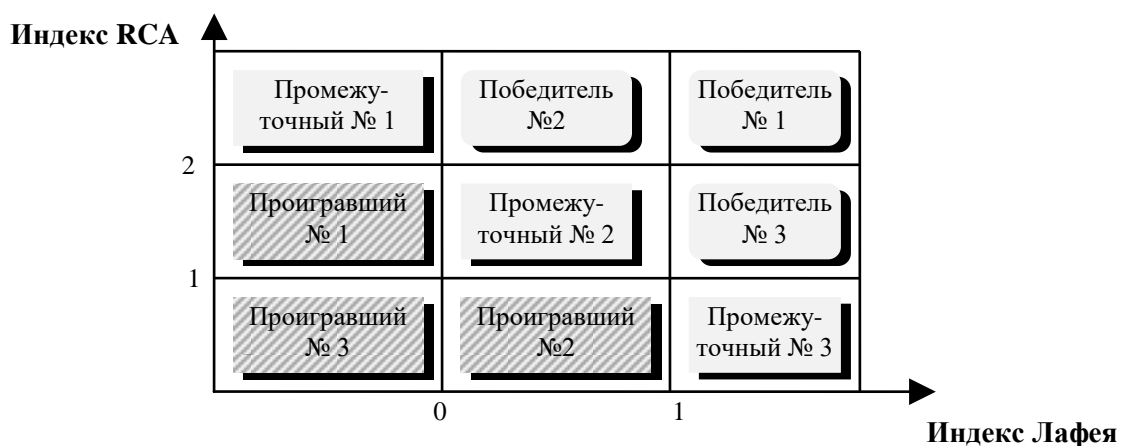 Индекс RCA
Промежу-
точный № 1
Победитель
№2
Победитель
№ 1
2
Проигравший
№ 1
Промежу-
точный № 2
Победитель
№ 3
1
Проигравший
№ 3
Проигравший
№2
Промежу-
точный № 3
0
1
Индекс Лафея